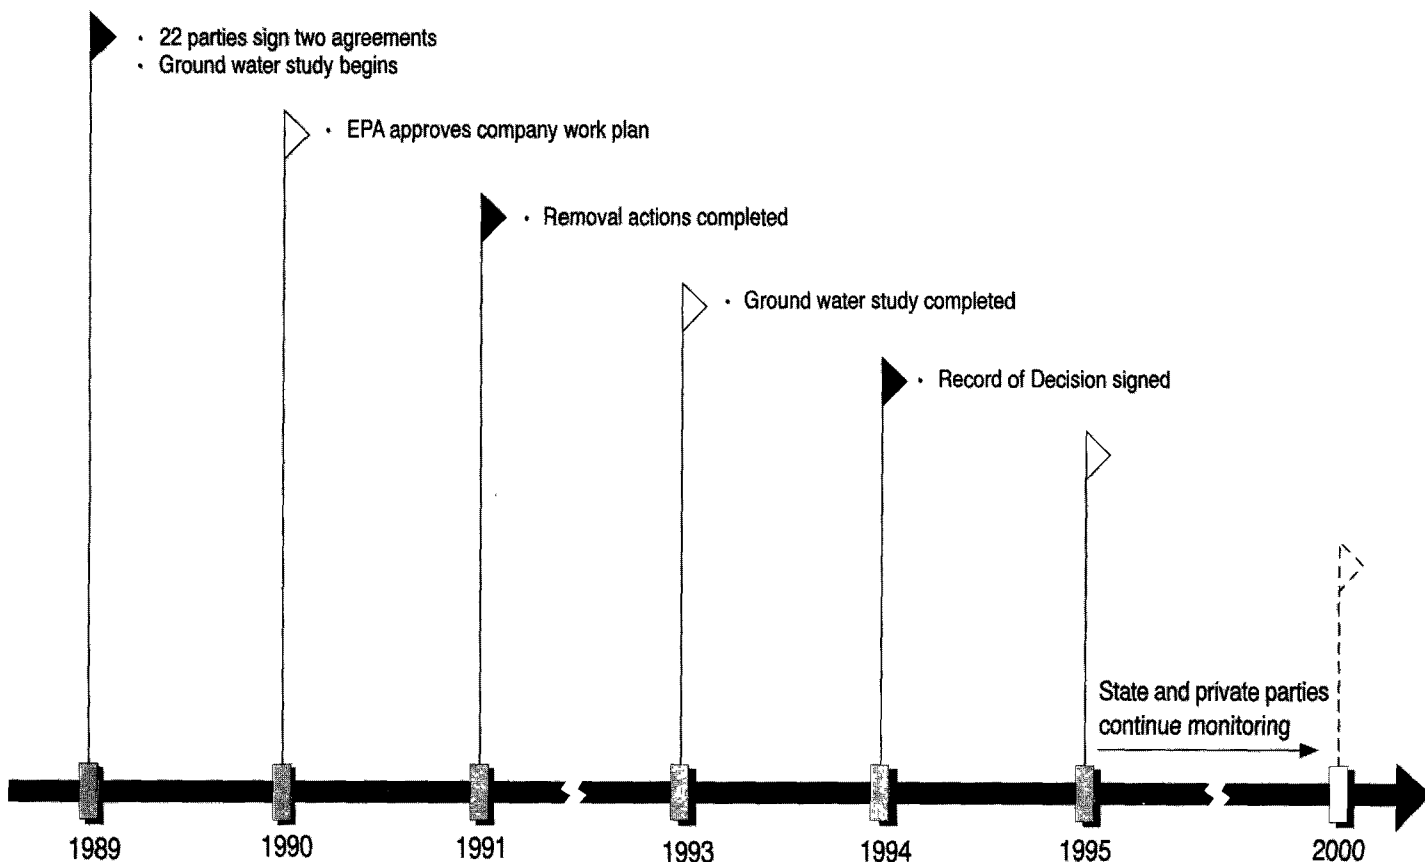 · 22 parties sign two agreements
· Ground water study begins
· EPA approves company work plan
· Removal actions completed
· Ground water study completed
· Record of Decision signed
State and private parties
continue monitoring
1989
1990
1991
1993
1994
1995
2000